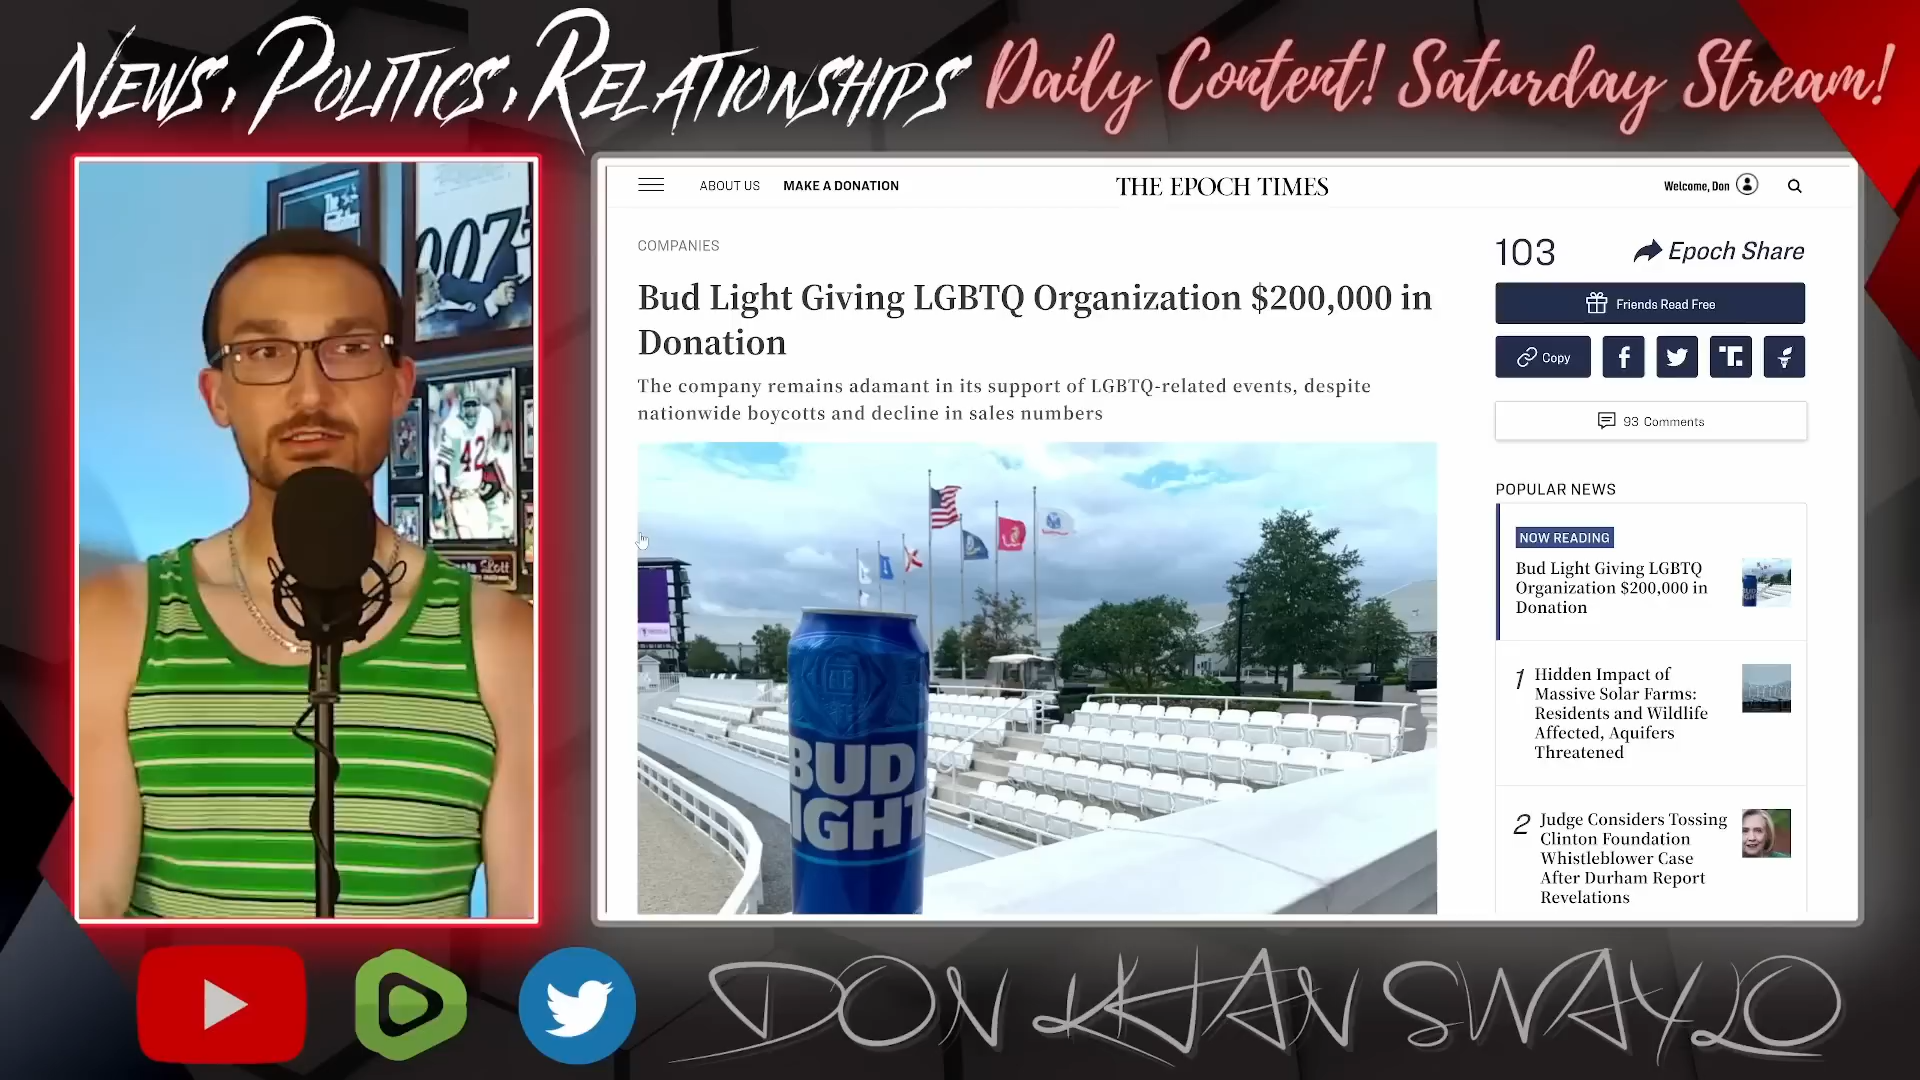 NEWS, POLITICS, RELATIONSHIPS Daily Content! Saturday Stream!
007
42
ABOUT US MAKE A DONATION THE EPOCH TIMES Welcome, Don
COMPANIES
Bud Light Giving LGBTQ Organization $200,000 in
Donation
The company remains adamant in its support of LGBTQ-related events, despite
nationwide boycotts and decline in sales numbers
BUD
IGHT
103 Epoch Share
Friends Read Free
Copy
93 Comments
POPULAR NEWS
NOW READING
Bud Light Giving LGBTQ
Organization $200,000 in
Donation
1 Hidden Impact of
Massive Solar Farms:
Residents and Wildlife
Affected, Aquifers
Threatened
2 Judge Considers Tossing
Clinton Foundation
Whistleblower Case
After Durham Report
Revelations
DON KHAN SWAYLO